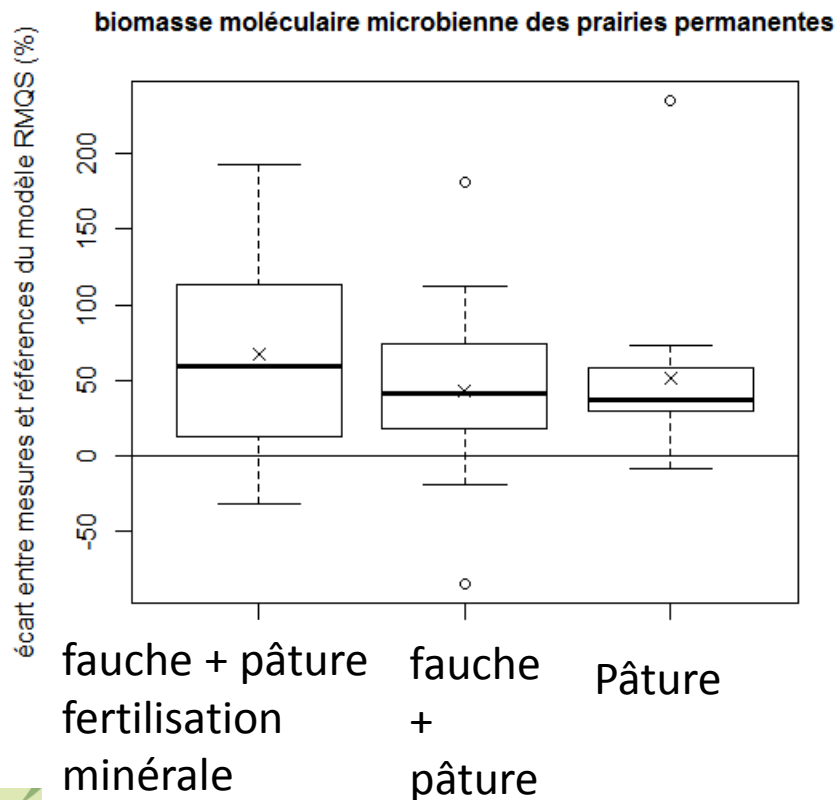 biomasse moléculaire microbienne des prairies permanentes
écart entre mesures et références du modèle RMQS (%)
200
150
100
50
0
-50
fauche + pâture
fertilisation
minérale
fauche
+
pâture
Pâture